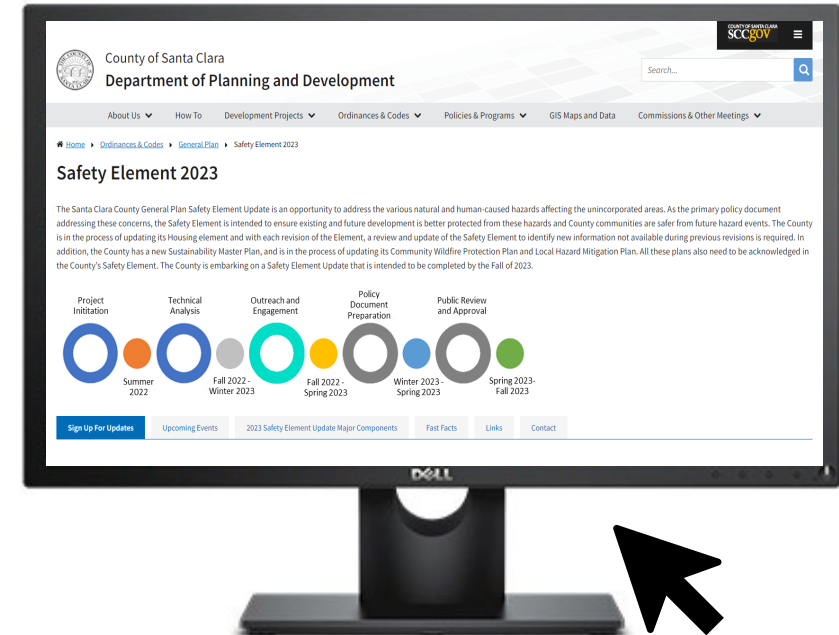 COUNTY OF SANTA CLARA
sccgov
County of Santa Clara
Department of Planning and Development
Search...
About Us How To Development Projects Ordinances & Codes Policies & Programs GIS Maps and Data Commissions & Other Meetings
Home Ordinances & Codes General Plan Safety Element 2023
Safety Element 2023
The Santa Clara County General Plan Safety Element Update is an opportunity to address the various natural and human-caused hazards affecting the unincorporated areas. As the primary policy document
addressing these concerns, the Safety Element is intended to ensure existing and future development is better protected from these hazards and County communities are safer from future hazard events. The County
is in the process of updating its Housing element and with each revision of the Element, a review and update of the Safety Element to identify new information not available during previous revisions is required. In
addition, the County has a new Sustainability Master Plan, and is in the process of updating its Community Wildfire Protection Plan and Local Hazard Mitigation Plan. All these plans also need to be acknowledged in
the County's Safety Element. The County is embarking on a Safety Element Update that is intended to be completed by the Fall of 2023.
Project
Inititation
Technical
Analysis
Outreach and
Engagement
Policy
Document
Preparation
Public Review
and Approval
Summer
2022
Fall 2022 -
Winter 2023
Fall 2022 -
Spring 2023
Winter 2023 -
Spring 2023
Spring 2023-
Fall 2023
Sign Up For Updates Upcoming Events 2023 Safety Element Update Major Components Fast Facts Links Contact
DELL